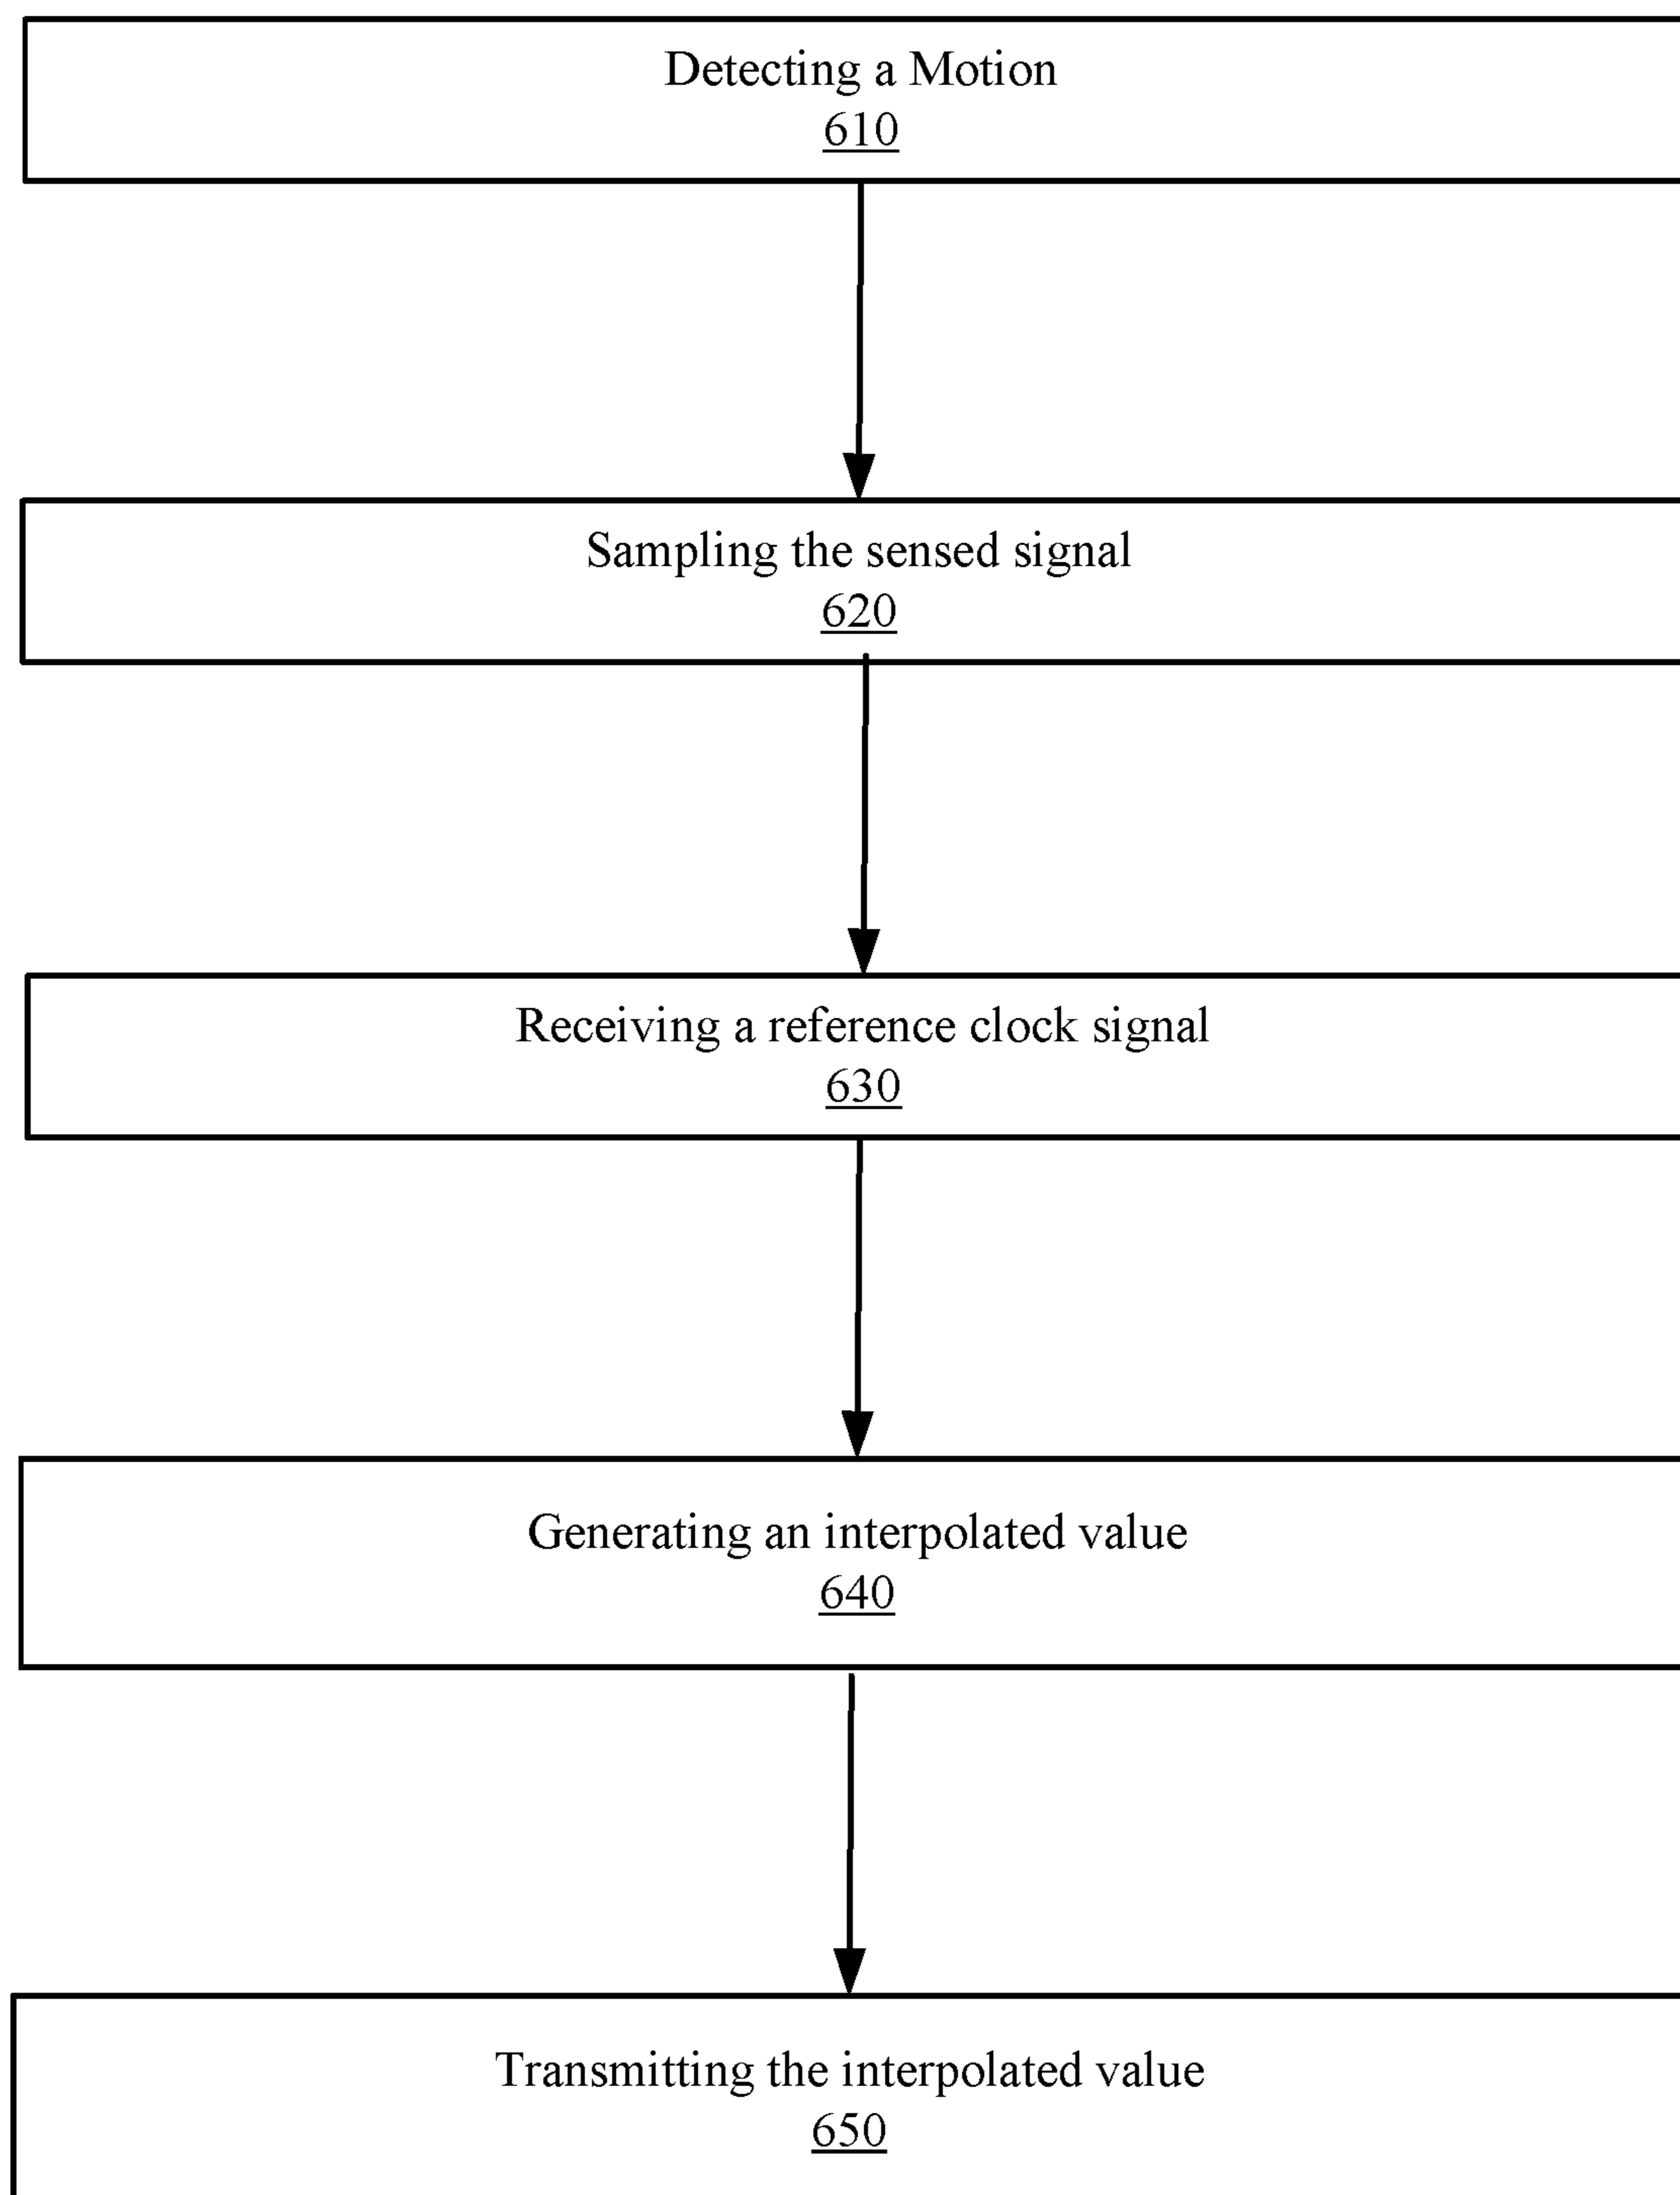 Detecting a Motion
610
Sampling the sensed signal
620
Receiving a reference clock signal
630
Generating an interpolated value
640
Transmitting the interpolated value
650